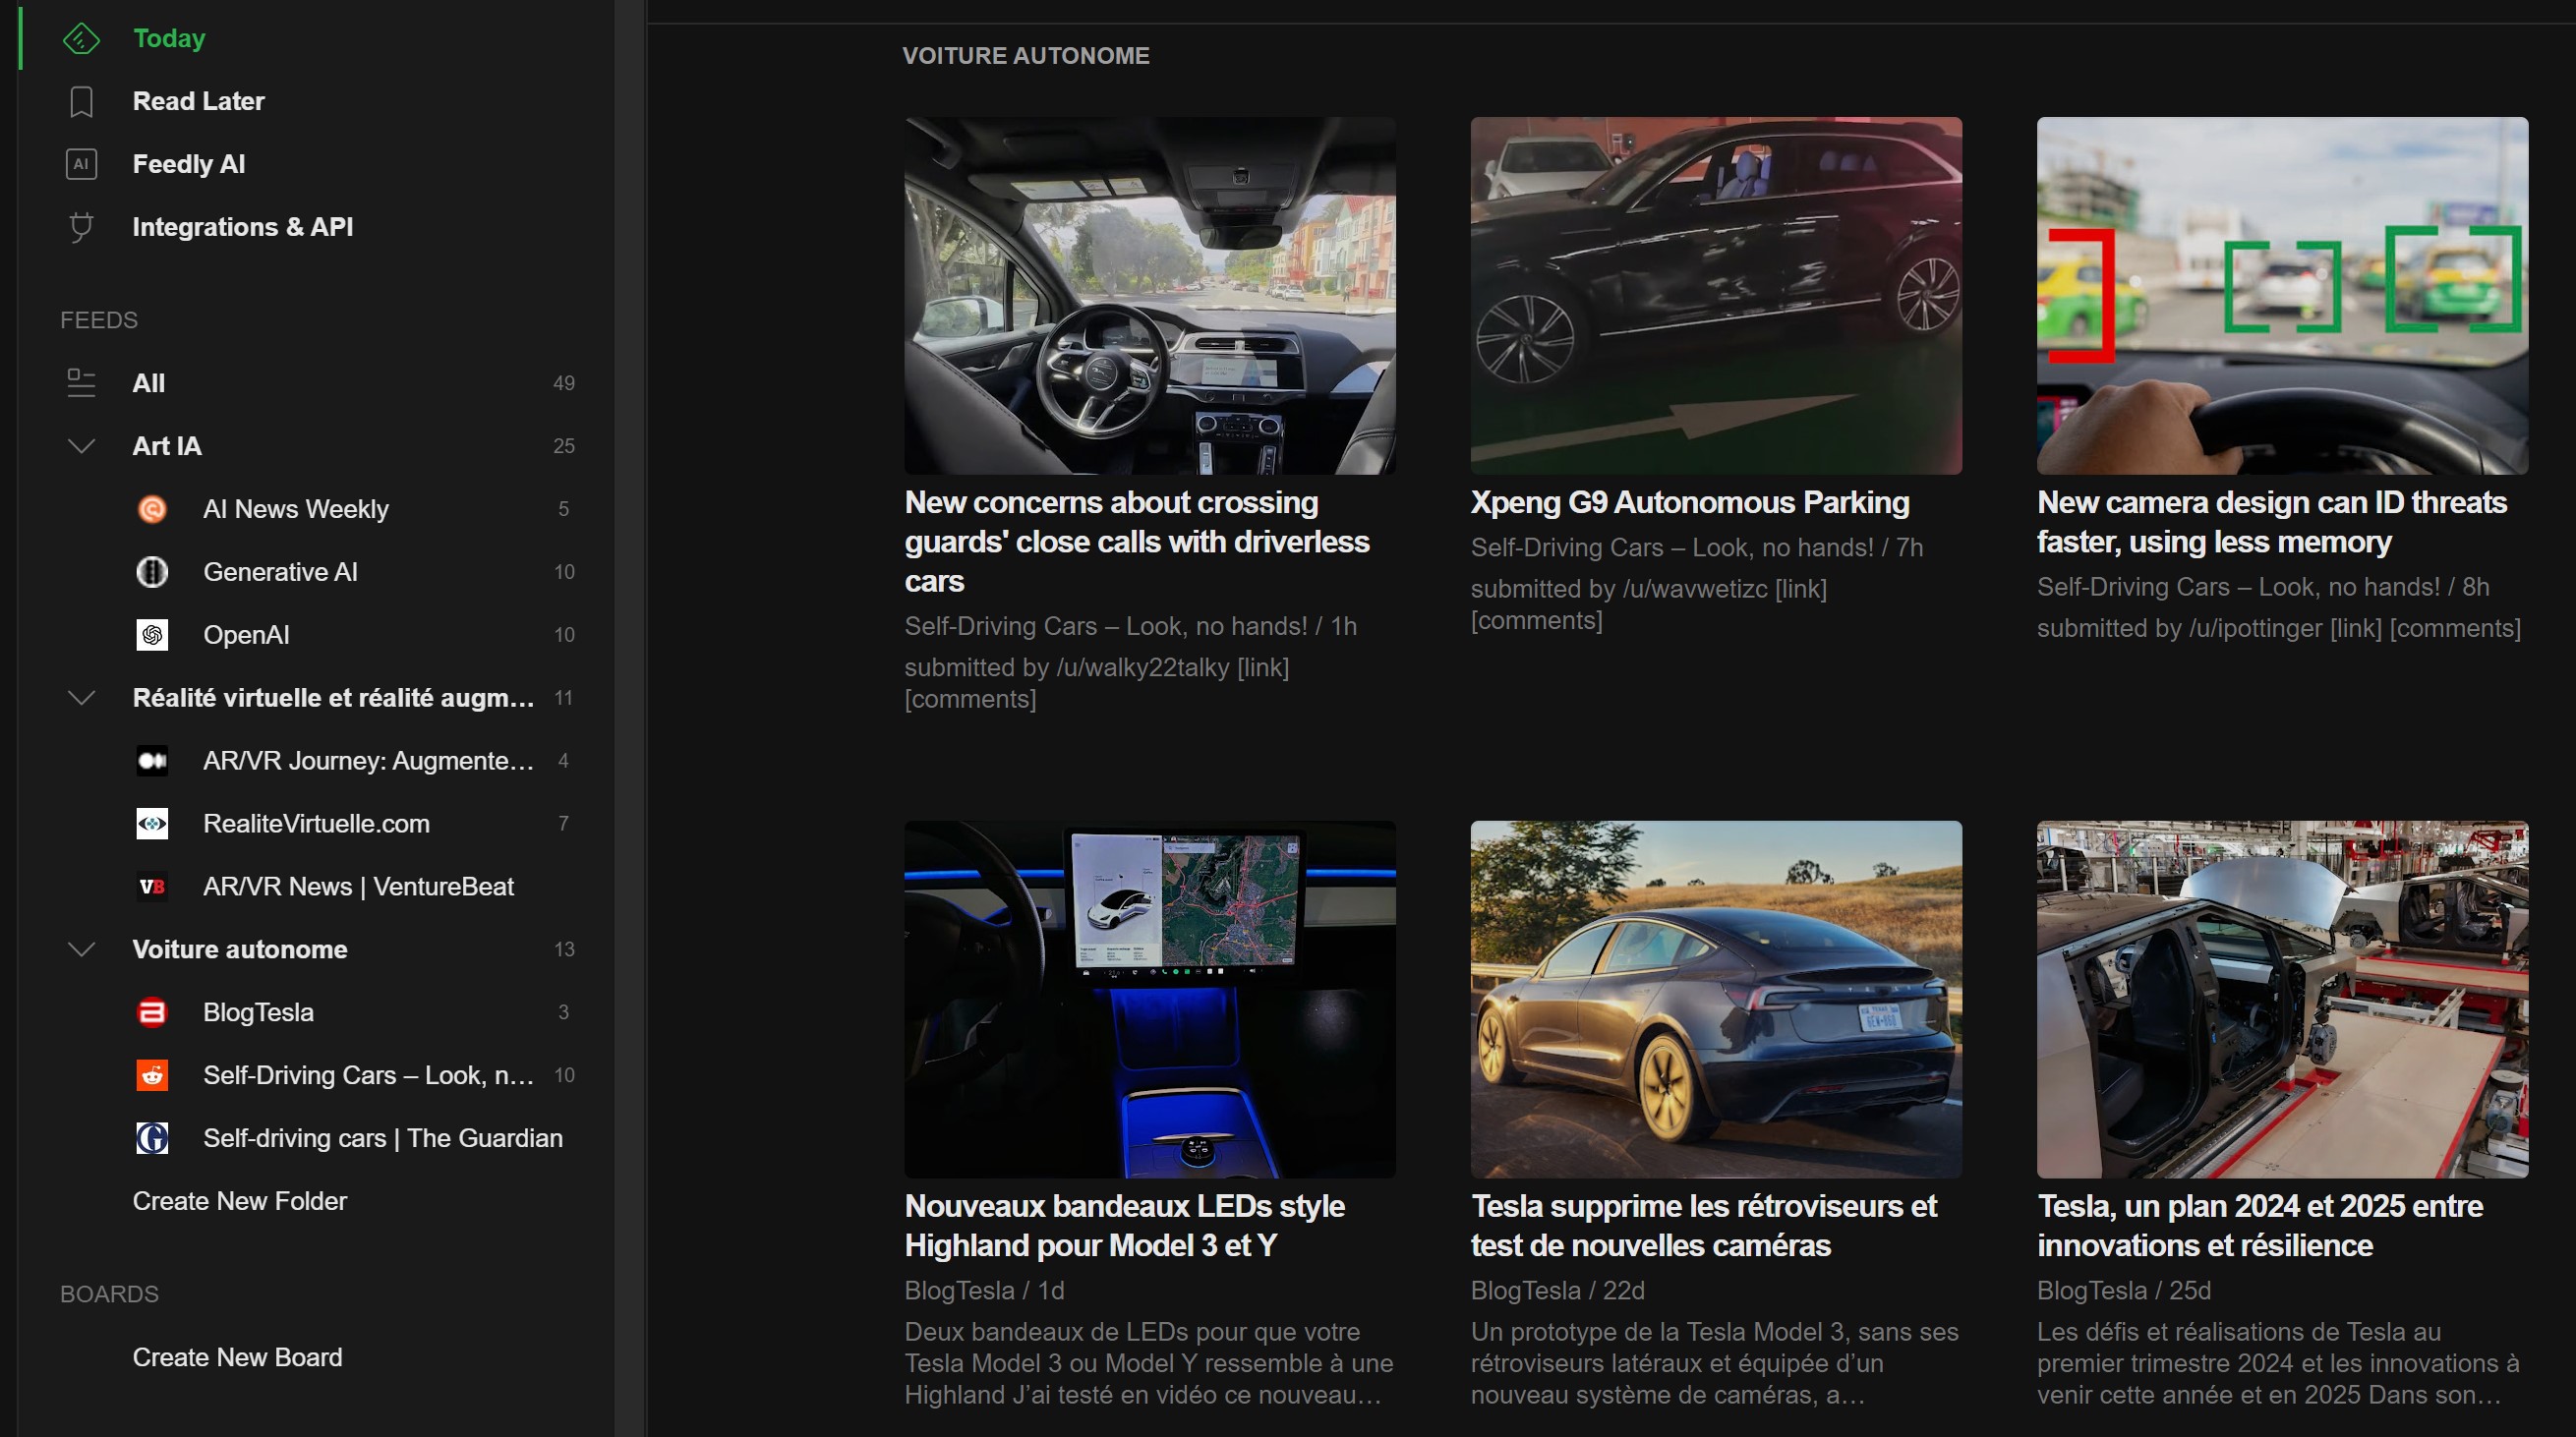 Today
Read Later
AI
Feedly AI
Integrations & API
FEEDS
All 49
Art IA 25
AI News Weekly 5
Generative AI 10
OpenAI 10
Réalité virtuelle et réalité augm... 11
AR/VR Journey: Augmente... 4
RealiteVirtuelle.com 7
VB
AR/VR News | VentureBeat
Voiture autonome 13
BlogTesla 3
Self-Driving Cars – Look, n... 10
G
Self-driving cars | The Guardian
Create New Folder
BOARDS
Create New Board
VOITURE AUTONOME
New concerns about crossing
guards' close calls with driverless
cars
Self-Driving Cars – Look, no hands! / 1h
submitted by /u/walky22talky [link]
[comments]
Xpeng G9 Autonomous Parking
Self-Driving Cars – Look, no hands! / 7h
submitted by /u/wavwetizc [link]
[comments]
New camera design can ID threats
faster, using less memory
Self-Driving Cars – Look, no hands! / 8h
submitted by /u/ipottinger [link] [comments]
Nouveaux bandeaux LEDs style
Highland pour Model 3 et Y
BlogTesla / 1d
Deux bandeaux de LEDs pour que votre
Tesla Model 3 ou Model Y ressemble à une
Highland J’ai testé en vidéo ce nouveau...
Tesla supprime les rétroviseurs et
test de nouvelles caméras
BlogTesla / 22d
Un prototype de la Tesla Model 3, sans ses
rétroviseurs latéraux et équipée d’un
nouveau système de caméras, a...
Tesla, un plan 2024 et 2025 entre
innovations et résilience
BlogTesla / 25d
Les défis et réalisations de Tesla au
premier trimestre 2024 et les innovations à
venir cette année et en 2025 Dans son...